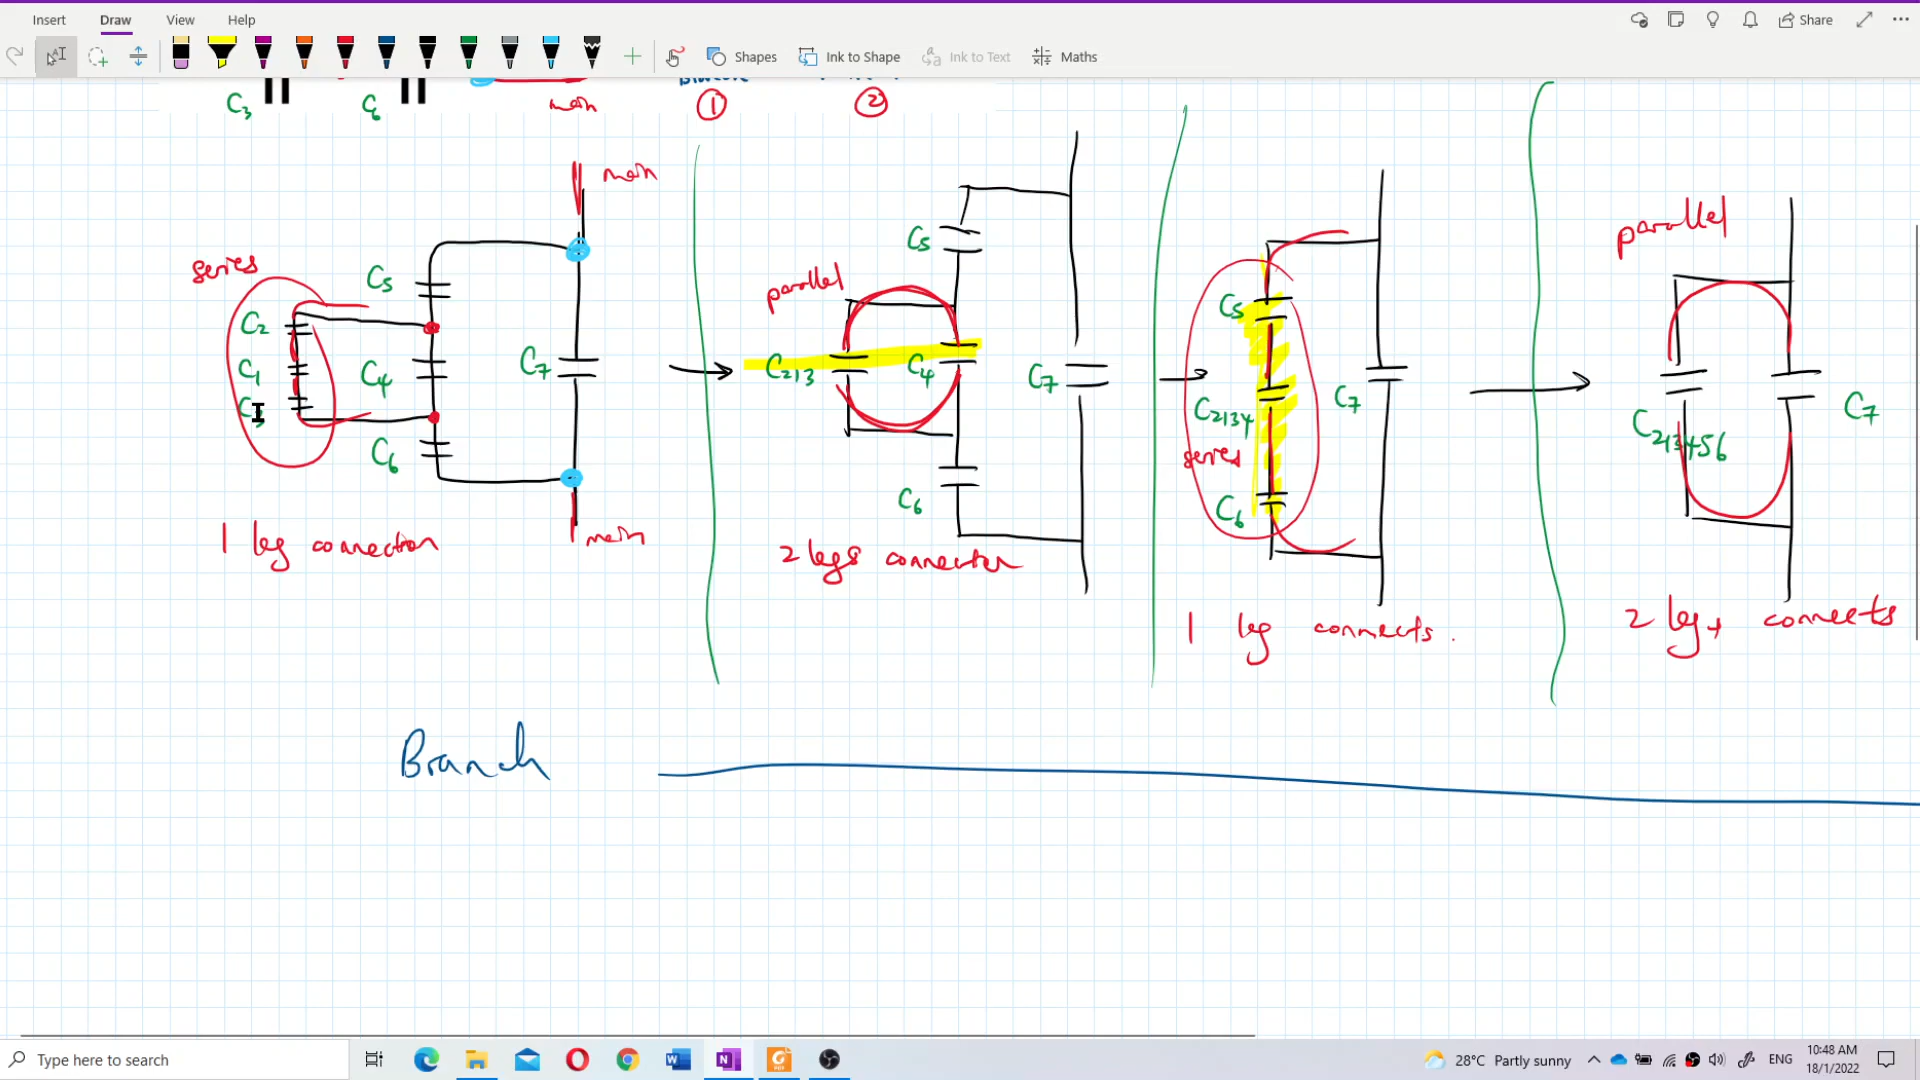 Insert Draw View Help
Share
Shapes Ink to Shape Ink to Text Maths
C3 C6 main ① ②
main
series
C5
C2
C1
C3
C4
C7
C6
main
1 leg connection
parallel
C5
C213
C4
C7
C6
2 legs connection
C5
C2134
series
C6
C7
1 leg connects.
parallel
C213456
C7
2 legs connects
Branch
Type here to search
28°C Partly sunny
ENG
10:48 AM
18/1/2022